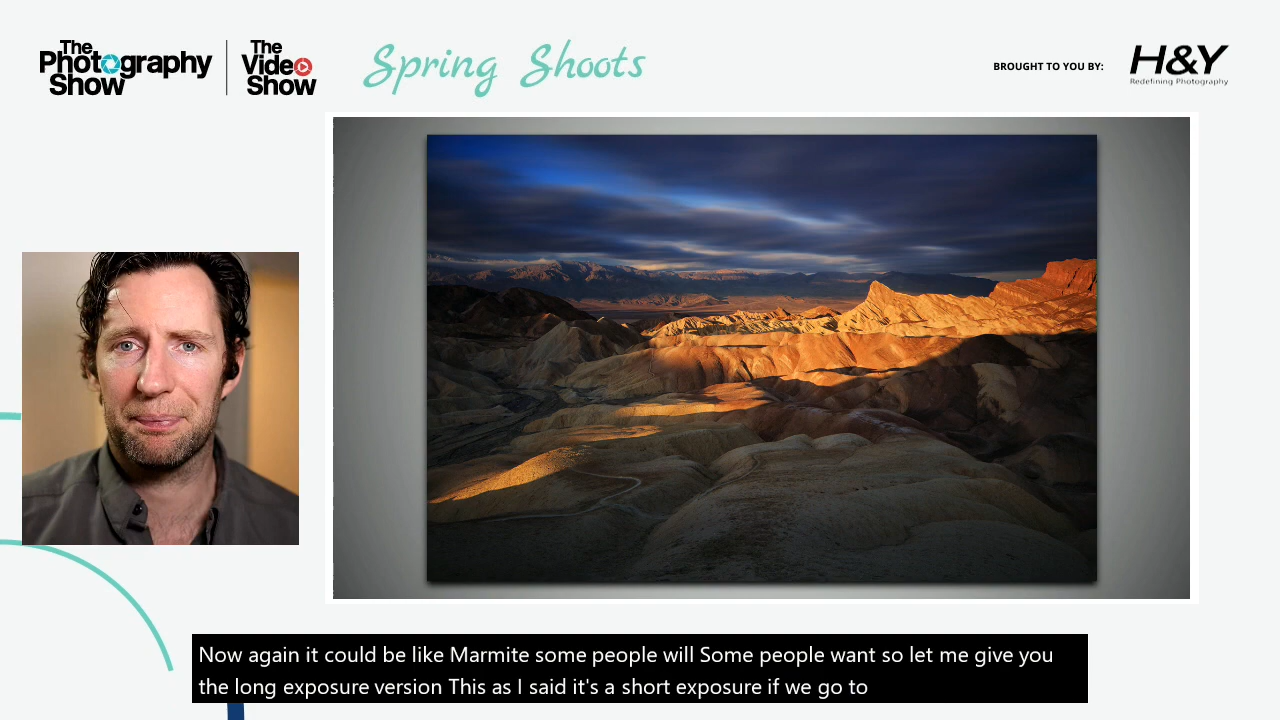 The Photography Show
The Video Show
Spring Shoots
BROUGHT TO YOU BY:
H&Y
Redefining Photography
Now again it could be like Marmite some people will Some people want so let me give you
the long exposure version This as I said it's a short exposure if we go to